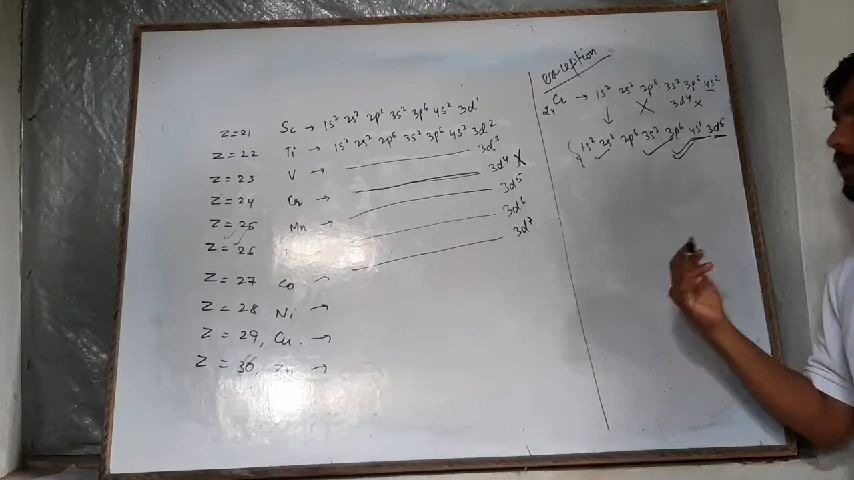 Z=21 Sc → 1s² 2s² 2p⁶ 3s² 3p⁶ 4s² 3d¹
Z=22 Ti → 1s² 2s² 2p⁶ 3s² 3p⁶ 4s² 3d²
Z=23 V → 3d³
Z=24 Cr → 3d⁴ X
Z=25 Mn → 3d⁵
Z=26 3d⁶
Z=27 Co → 3d⁷
Z=28 Ni →
Z=29, Cu. →
Z=30, Zn →
exception
₂₄Cr → 1s² 2s² 2p⁶ 3s² 3p⁶ 4s²
↓ X 3d⁴ X
1s² 2s² 2p⁶ 3s² 3p⁶ 4s¹ 3d⁵